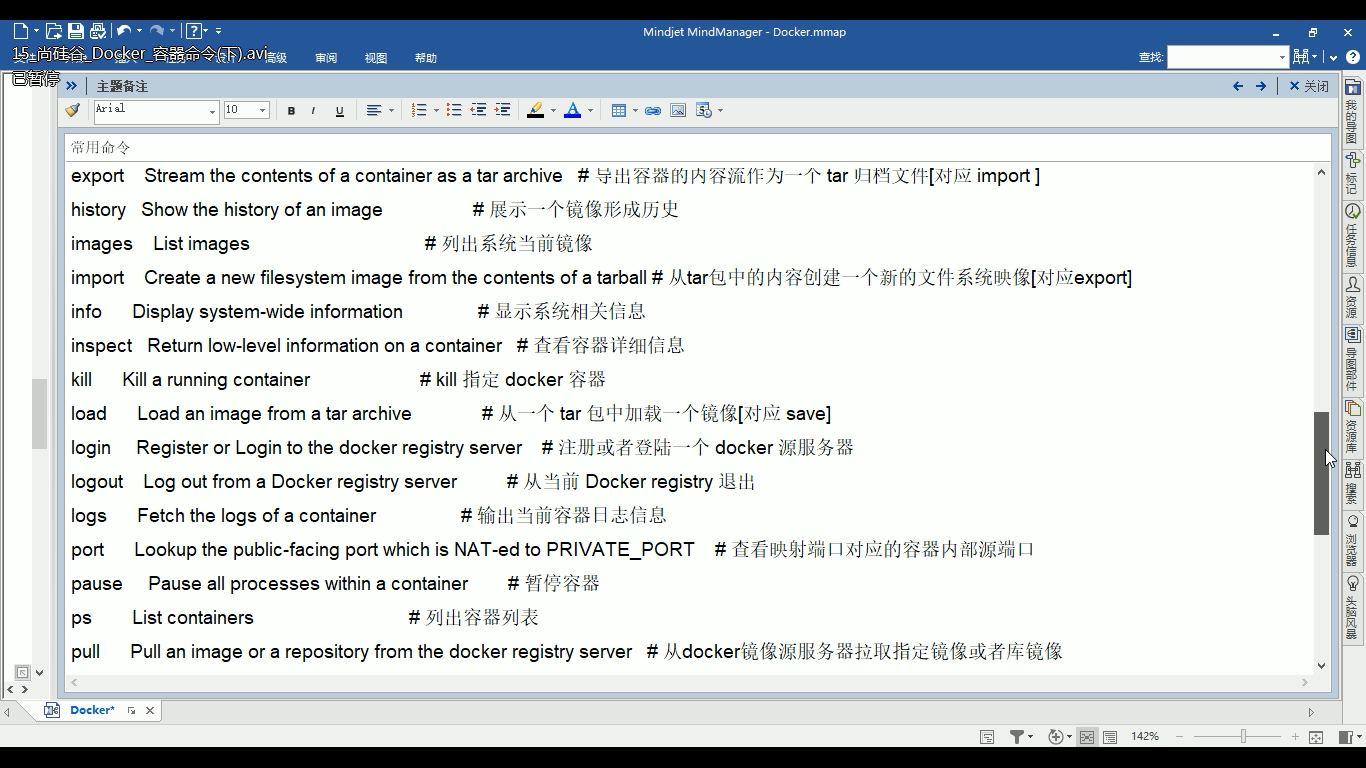 Mindjet MindManager - Docker.mmap
15_尚硅谷_Docker_容器命令(下).avi
高级 审阅 视图 帮助
查找:
已暂停
主题备注
关闭
Arial 10 B I U A
常用命令
export Stream the contents of a container as a tar archive # 导出容器的内容流作为一个 tar 归档文件[对应 import ]
history Show the history of an image # 展示一个镜像形成历史
images List images # 列出系统当前镜像
import Create a new filesystem image from the contents of a tarball # 从tar包中的内容创建一个新的文件系统映像[对应export]
info Display system-wide information # 显示系统相关信息
inspect Return low-level information on a container # 查看容器详细信息
kill Kill a running container # kill 指定 docker 容器
load Load an image from a tar archive # 从一个 tar 包中加载一个镜像[对应 save]
login Register or Login to the docker registry server # 注册或者登陆一个 docker 源服务器
logout Log out from a Docker registry server # 从当前 Docker registry 退出
logs Fetch the logs of a container # 输出当前容器日志信息
port Lookup the public-facing port which is NAT-ed to PRIVATE_PORT # 查看映射端口对应的容器内部源端口
pause Pause all processes within a container # 暂停容器
ps List containers # 列出容器列表
pull Pull an image or a repository from the docker registry server # 从docker镜像源服务器拉取指定镜像或者库镜像
我的导图
标记
任务信息
资源
导图部件
资源库
搜索
浏览器
头脑风暴
Docker*
142%